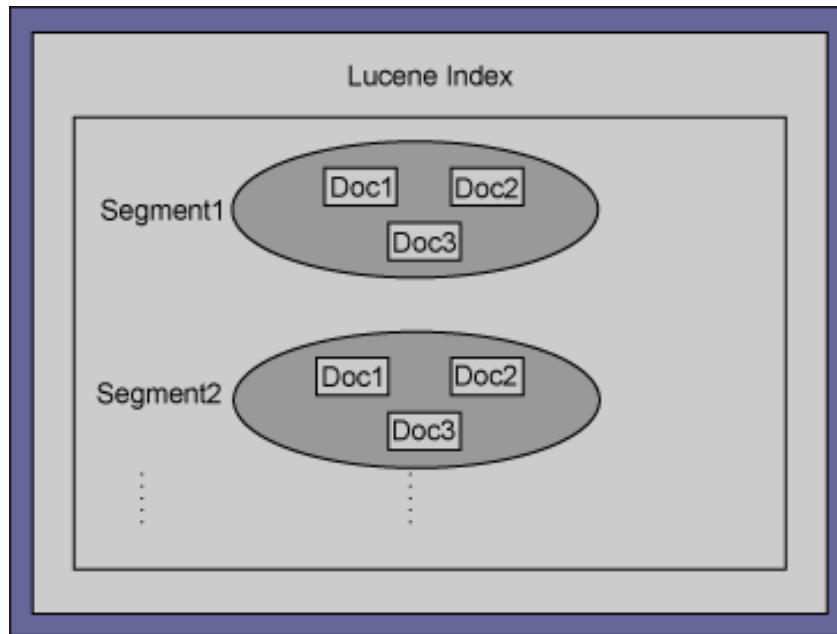 Lucene Index
Doc1 Doc2
Segment1
Doc3
Doc1 Doc2
Segment2
Doc3